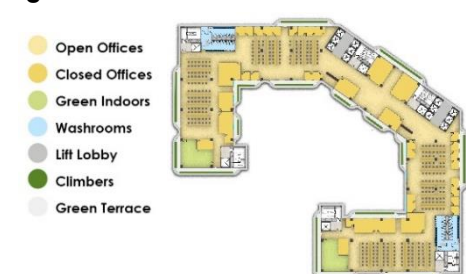 Open Offices
Closed Offices
Green Indoors
Washrooms
Lift Lobby
Climbers
Green Terrace